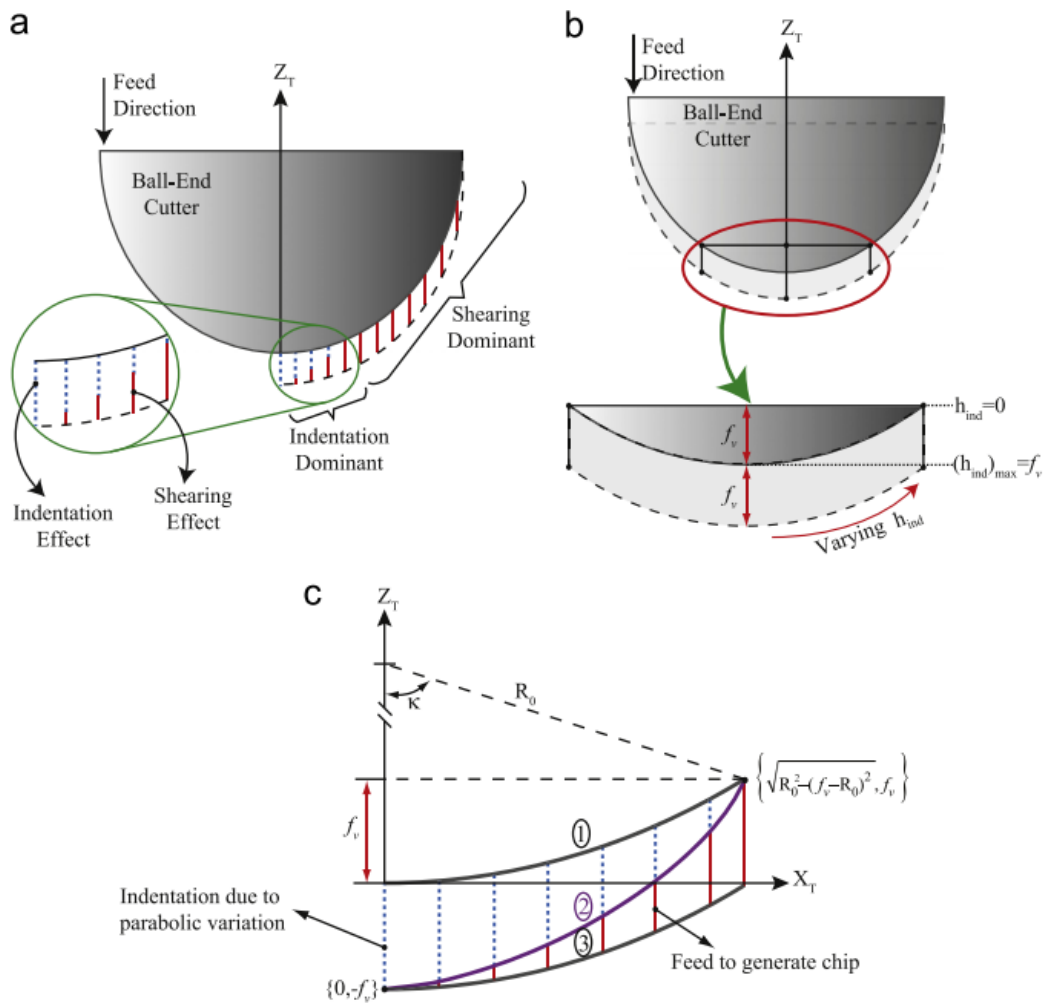 a
Feed
Direction
Z_T
Ball-End
Cutter
Shearing
Dominant
Indentation
Dominant
Indentation
Effect
Shearing
Effect
b
Feed
Direction
Z_T
Ball-End
Cutter
f_v
f_v
h_ind=0
(h_ind)_max=f_v
Varying h_ind
c
Z_T
R_0
κ
{√R_0^2-(f_v-R_0)^2, f_v}
f_v
①
X_T
Indentation due to
parabolic variation
②
③
Feed to generate chip
{0,-f_v}